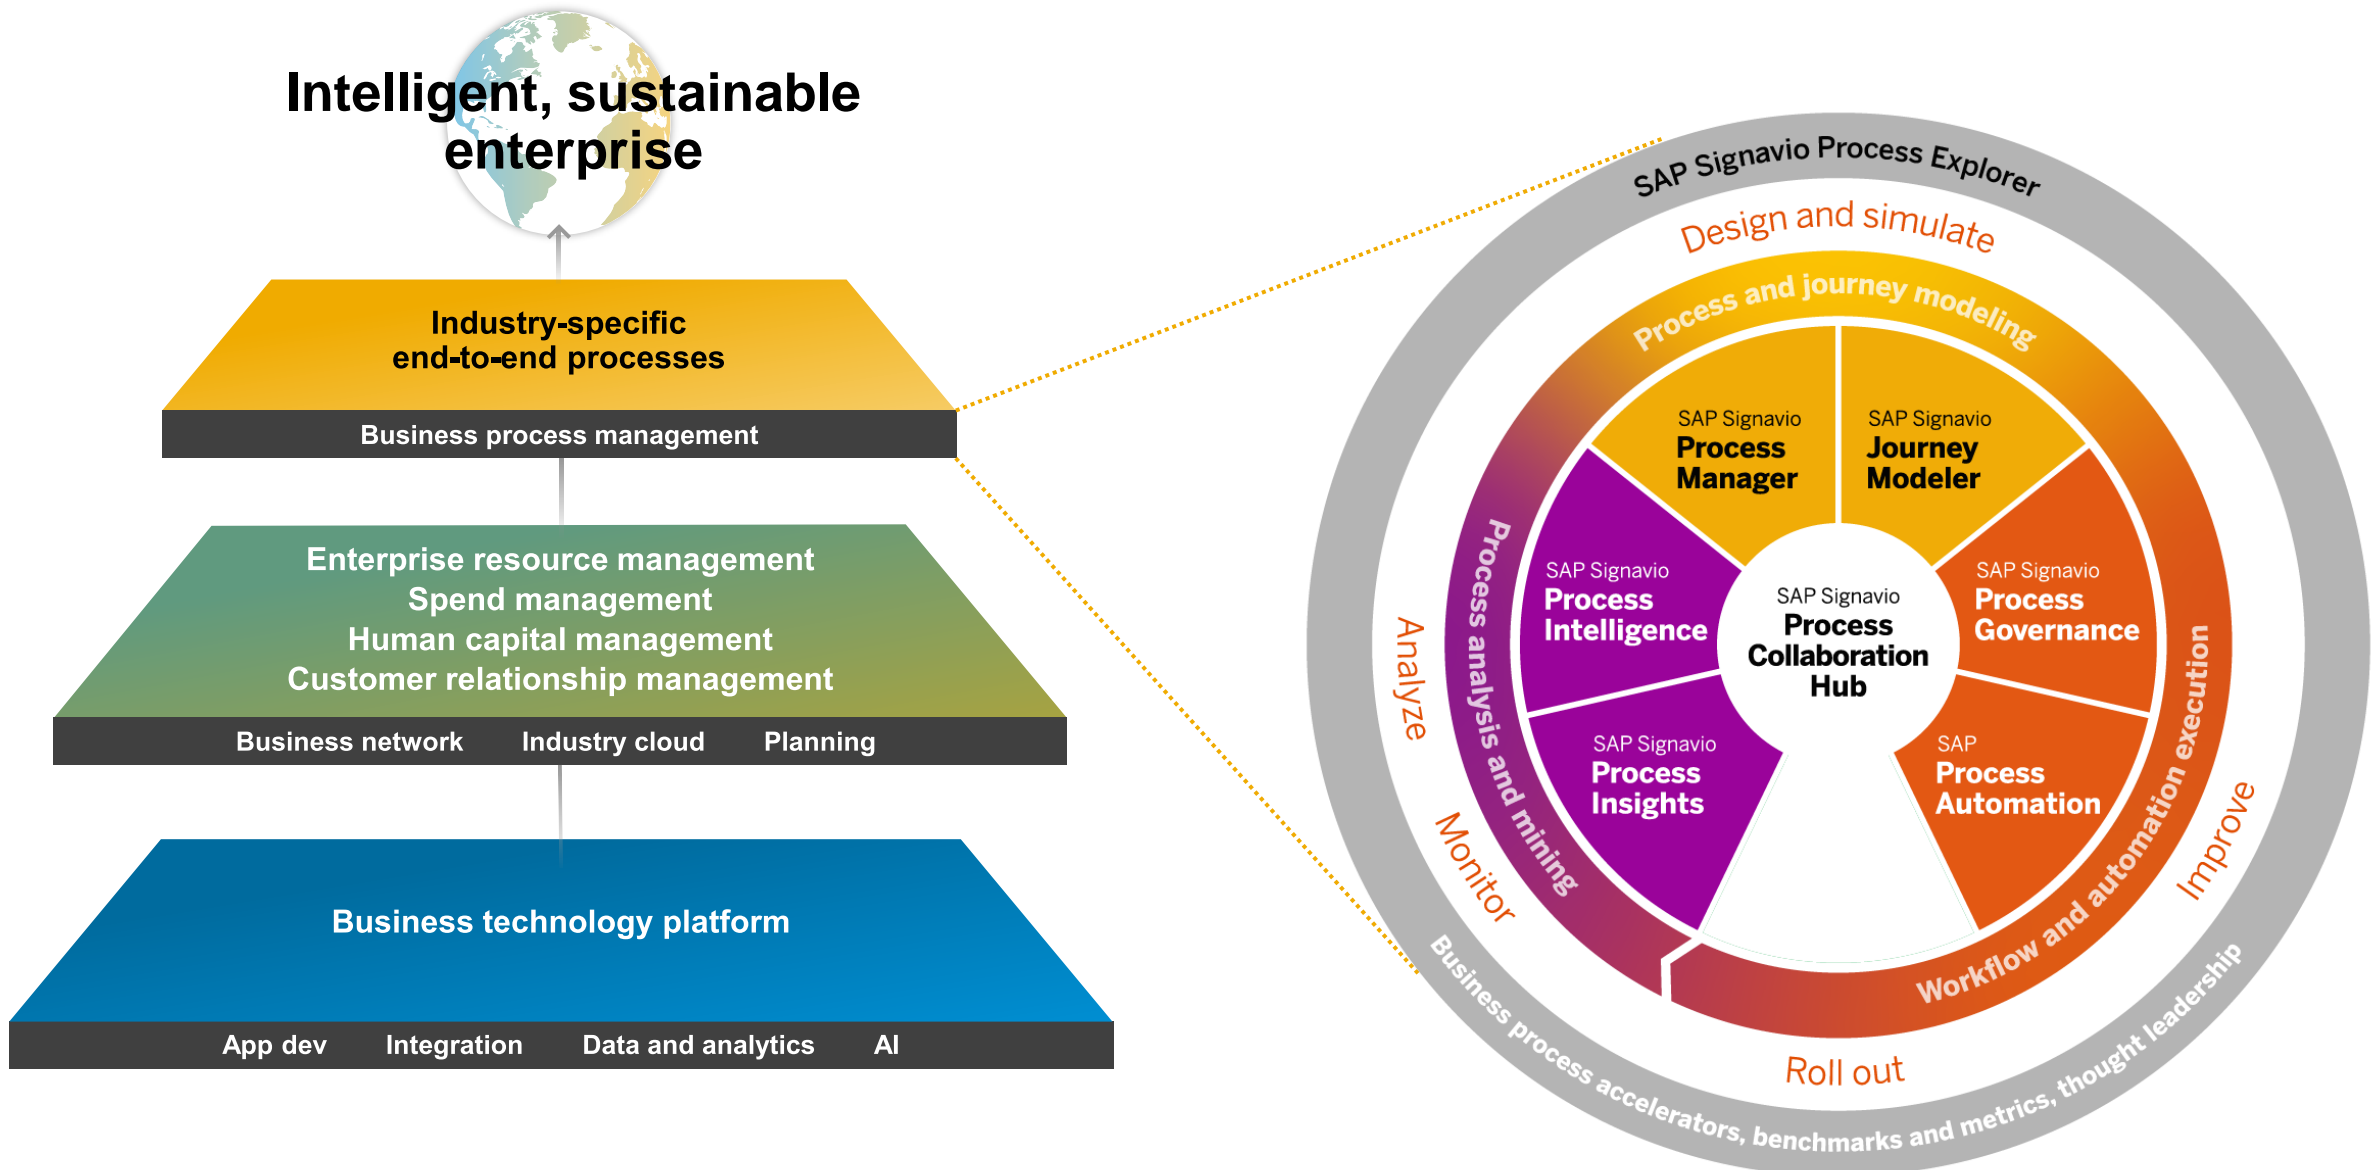 Intelligent, sustainable
enterprise
Industry-specific
end-to-end processes
Business process management
Enterprise resource management
Spend management
Human capital management
Customer relationship management
Business network Industry cloud Planning
Business technology platform
App dev Integration Data and analytics AI
SAP Signavio Process Explorer
Design and simulate
Process and journey modeling
SAP Signavio
Process
Manager
SAP Signavio
Journey
Modeler
SAP Signavio
Process
Intelligence
SAP Signavio
Process
Collaboration
Hub
SAP Signavio
Process
Governance
SAP Signavio
Process
Insights
SAP
Process
Automation
Process analysis and mining
Workflow and automation execution
Analyze
Monitor
Improve
Roll out
Business process accelerators, benchmarks and metrics, thought leadership